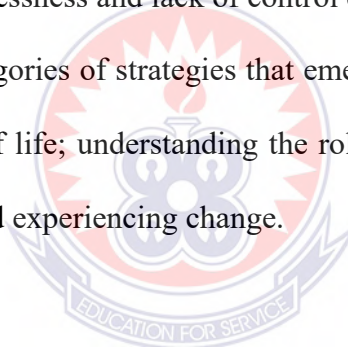 essness and lack of control
gories of strategies that eme
f life; understanding the rol
d experiencing change.
EDUCATION FOR SERVICE